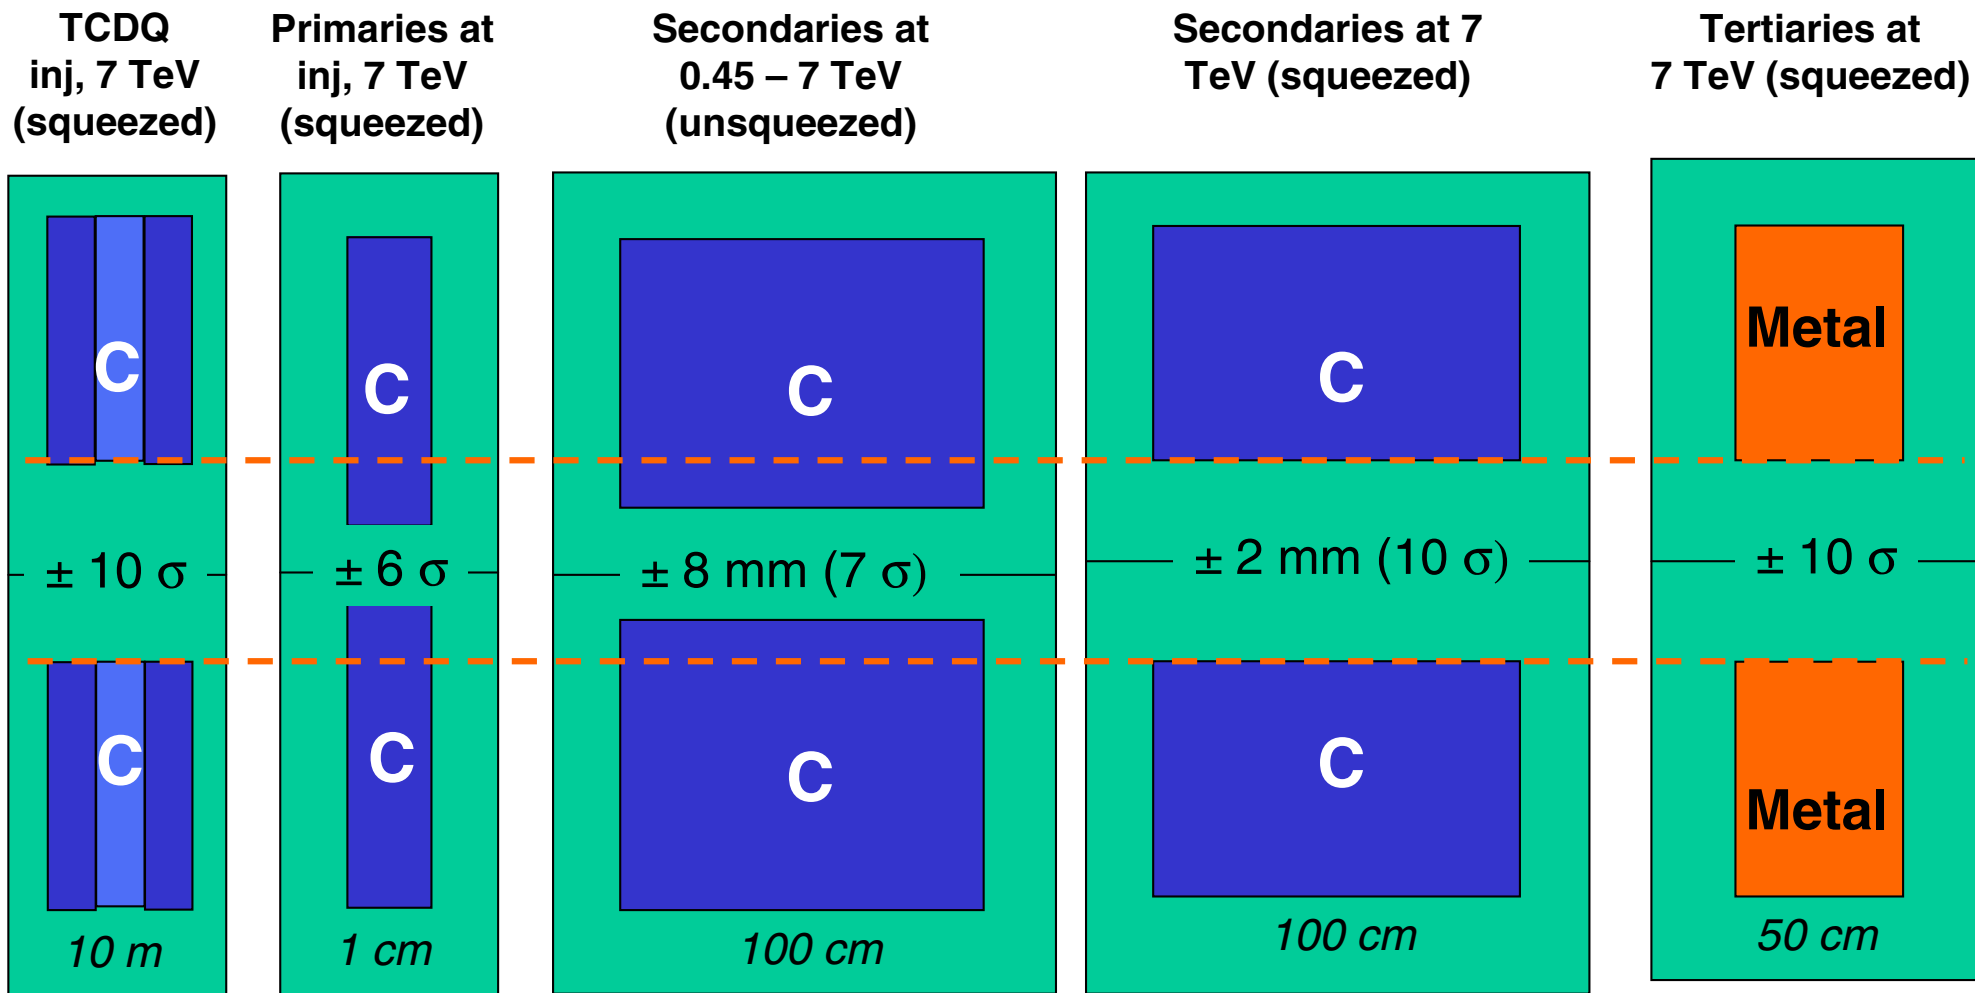 TCDQ
inj, 7 TeV
(squeezed)
Primaries at
inj, 7 TeV
(squeezed)
Secondaries at
0.45 – 7 TeV
(unsqueezed)
Secondaries at 7
TeV (squeezed)
Tertiaries at
7 TeV (squeezed)
C
C
C
C
Metal
± 10 σ
± 6 σ
± 8 mm (7 σ)
± 2 mm (10 σ)
± 10 σ
C
C
C
C
Metal
10 m
1 cm
100 cm
100 cm
50 cm